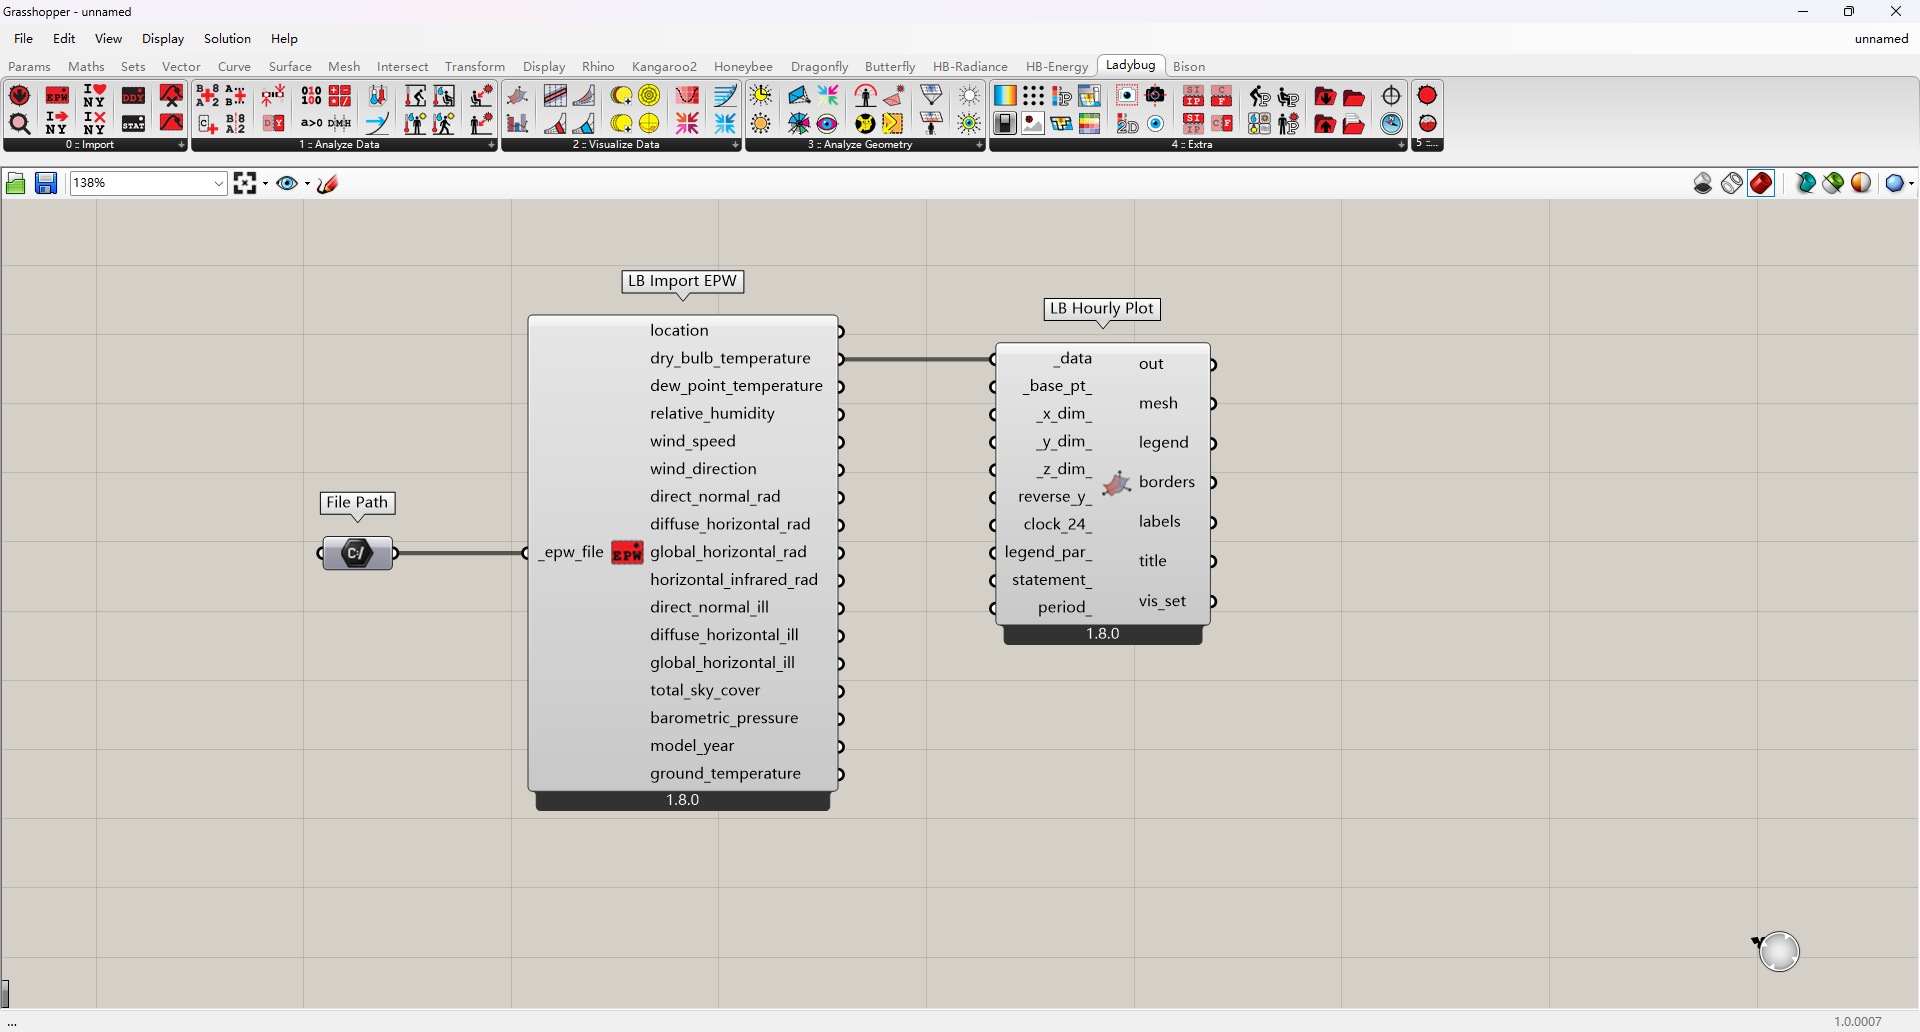 Grasshopper - unnamed
File Edit View Display Solution Help unnamed
Params Maths Sets Vector Curve Surface Mesh Intersect Transform Display Rhino Kangaroo2 Honeybee Dragonfly Butterfly HB-Radiance HB-Energy Ladybug Bison
0 :: Import 1 :: Analyze Data 2 :: Visualize Data 3 :: Analyze Geometry 4 :: Extra 5 ::...
138%
LB Import EPW
location
dry_bulb_temperature
dew_point_temperature
relative_humidity
wind_speed
wind_direction
direct_normal_rad
diffuse_horizontal_rad
_epw_file EPW global_horizontal_rad
horizontal_infrared_rad
direct_normal_ill
diffuse_horizontal_ill
global_horizontal_ill
total_sky_cover
barometric_pressure
model_year
ground_temperature
1.8.0
File Path
C:/
LB Hourly Plot
_data
_base_pt_
_x_dim_
_y_dim_
_z_dim_
reverse_y_
clock_24_
legend_par_
statement_
period_
out
mesh
legend
borders
labels
title
vis_set
1.8.0
...
1.0.0007